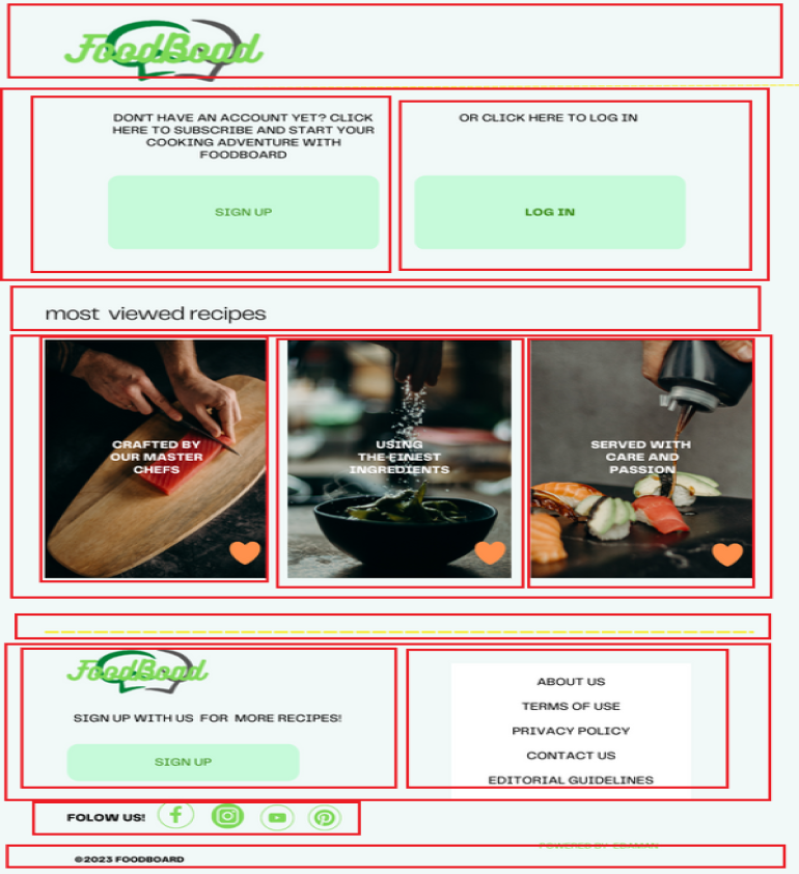 FoodBoad
DON'T HAVE AN ACCOUNT YET? CLICK
HERE TO SUBSCRIBE AND START YOUR
COOKING ADVENTURE WITH
FOODBOARD
OR CLICK HERE TO LOG IN
SIGN UP
LOG IN
most viewed recipes
CRAFTED BY
OUR MASTER
CHEFS
USING
THE FINEST
INGREDIENTS
SERVED WITH
CARE AND
PASSION
FoodBoad
SIGN UP WITH US FOR MORE RECIPES!
SIGN UP
ABOUT US
TERMS OF USE
PRIVACY POLICY
CONTACT US
EDITORIAL GUIDELINES
FOLOW US!
POWERED BY EDAMAN
©2023 FOODBOARD